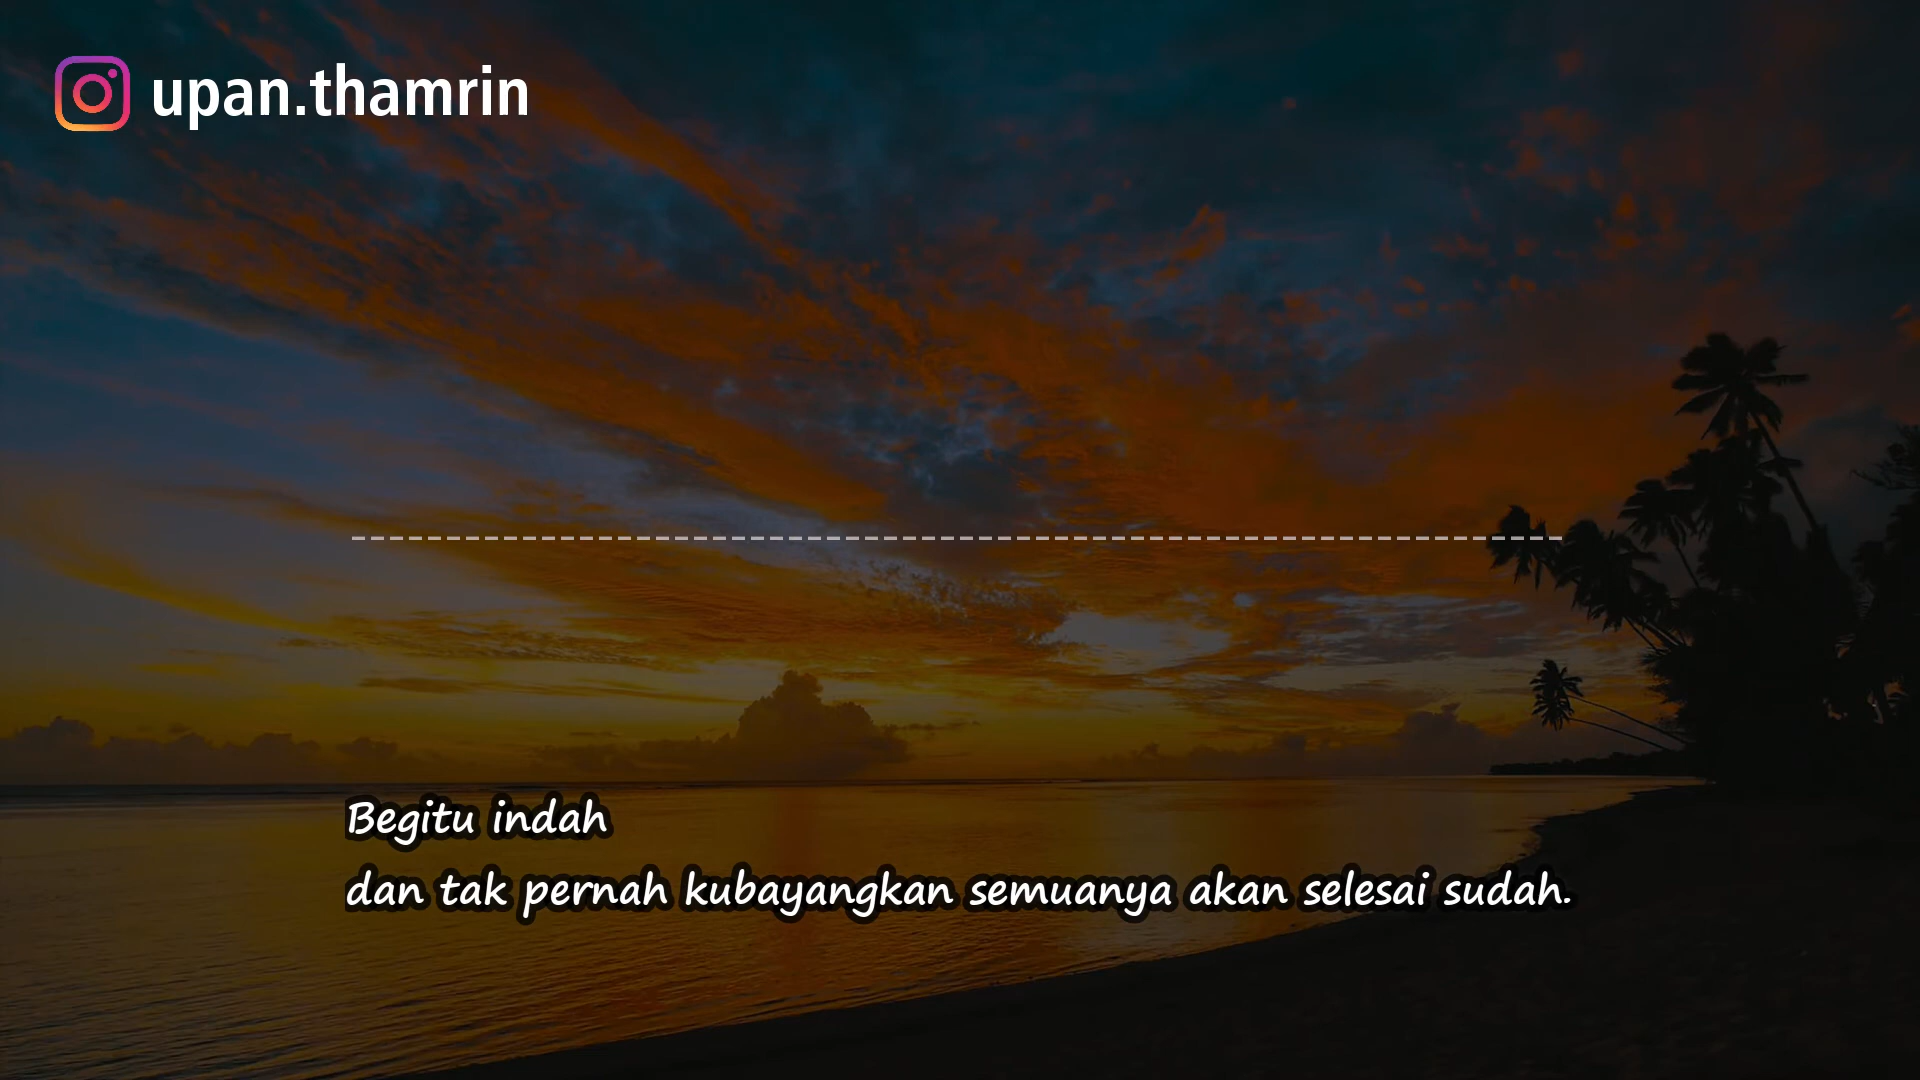 upan.thamrin
Begitu indah
dan tak pernah kubayangkan semuanya akan selesai sudah.